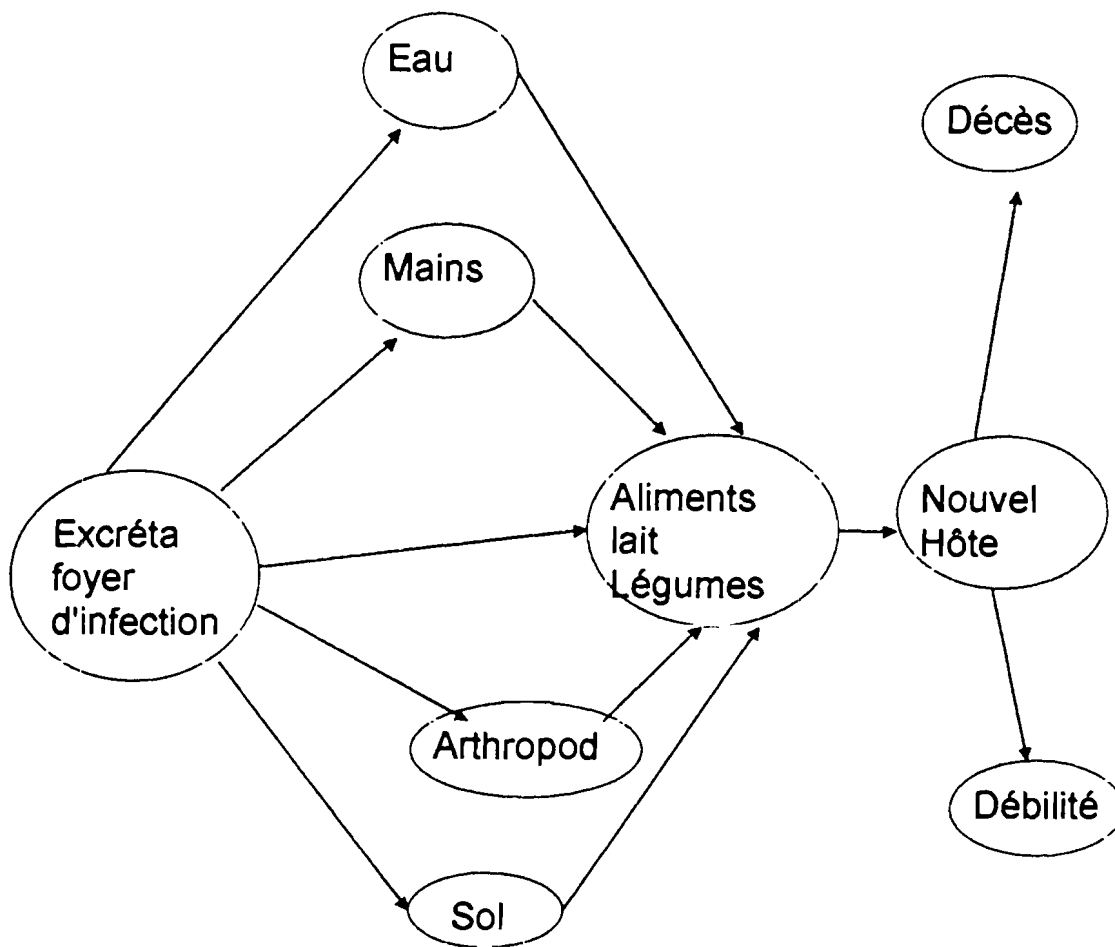 Eau
Décès
Mains
Excréta
foyer
d'infection
Aliments
lait
Légumes
Nouvel
Hôte
Arthropod
Débilité
Sol